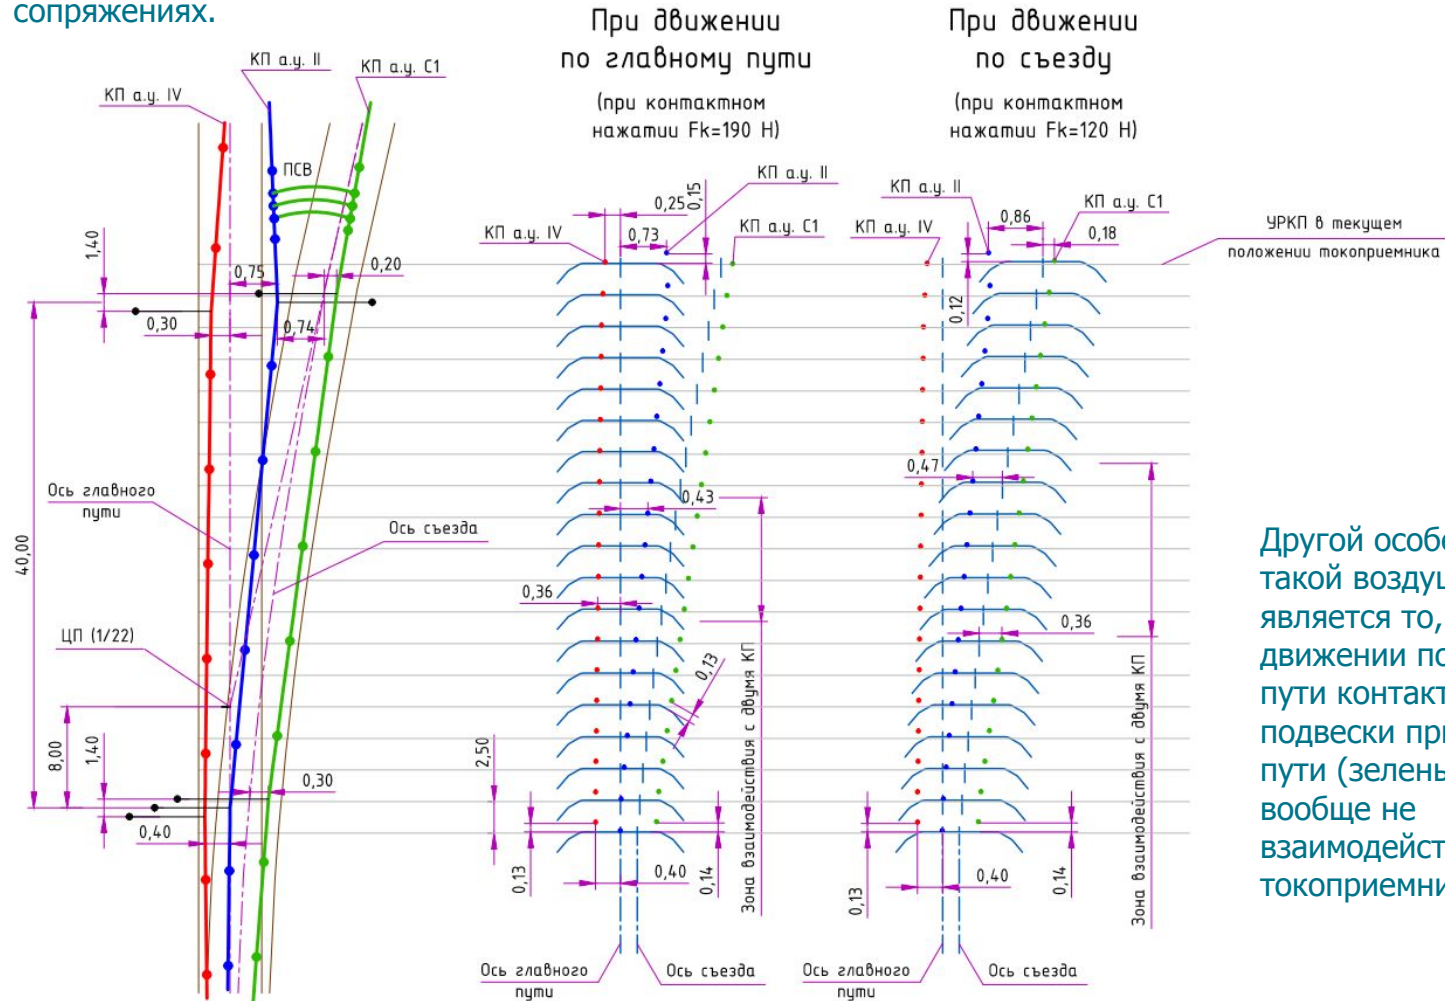 сопряжениях.
При движении
по главному пути
(при контактном
нажатии Fk=190 Н)
При движении
по съезду
(при контактном
нажатии Fk=120 Н)
КП а.у. IV
КП а.у. II
КП а.у. С1
ПСВ
1,40
0,75
0,20
0,30
0,74
40,00
Ось главного
пути
Ось съезда
ЦП (1/22)
8,00
1,40
0,30
0,40
КП а.у. IV
0,25
0,15
0,73
КП а.у. II
КП а.у. С1
0,43
0,36
0,13
2,50
0,13
0,40
0,14
Зона взаимодействия с двумя КП
Ось главного
пути
Ось съезда
КП а.у. II
КП а.у. IV
0,86
КП а.у. С1
0,18
0,12
УРКП в текущем
положении токоприемника
0,47
0,36
0,13
0,40
0,14
Зона взаимодействия с двумя КП
Ось главного
пути
Ось съезда
Другой особе
такой воздуш
является то,
движении по
пути контакт
подвески при
пути (зелены
вообще не
взаимодейст
токоприемни